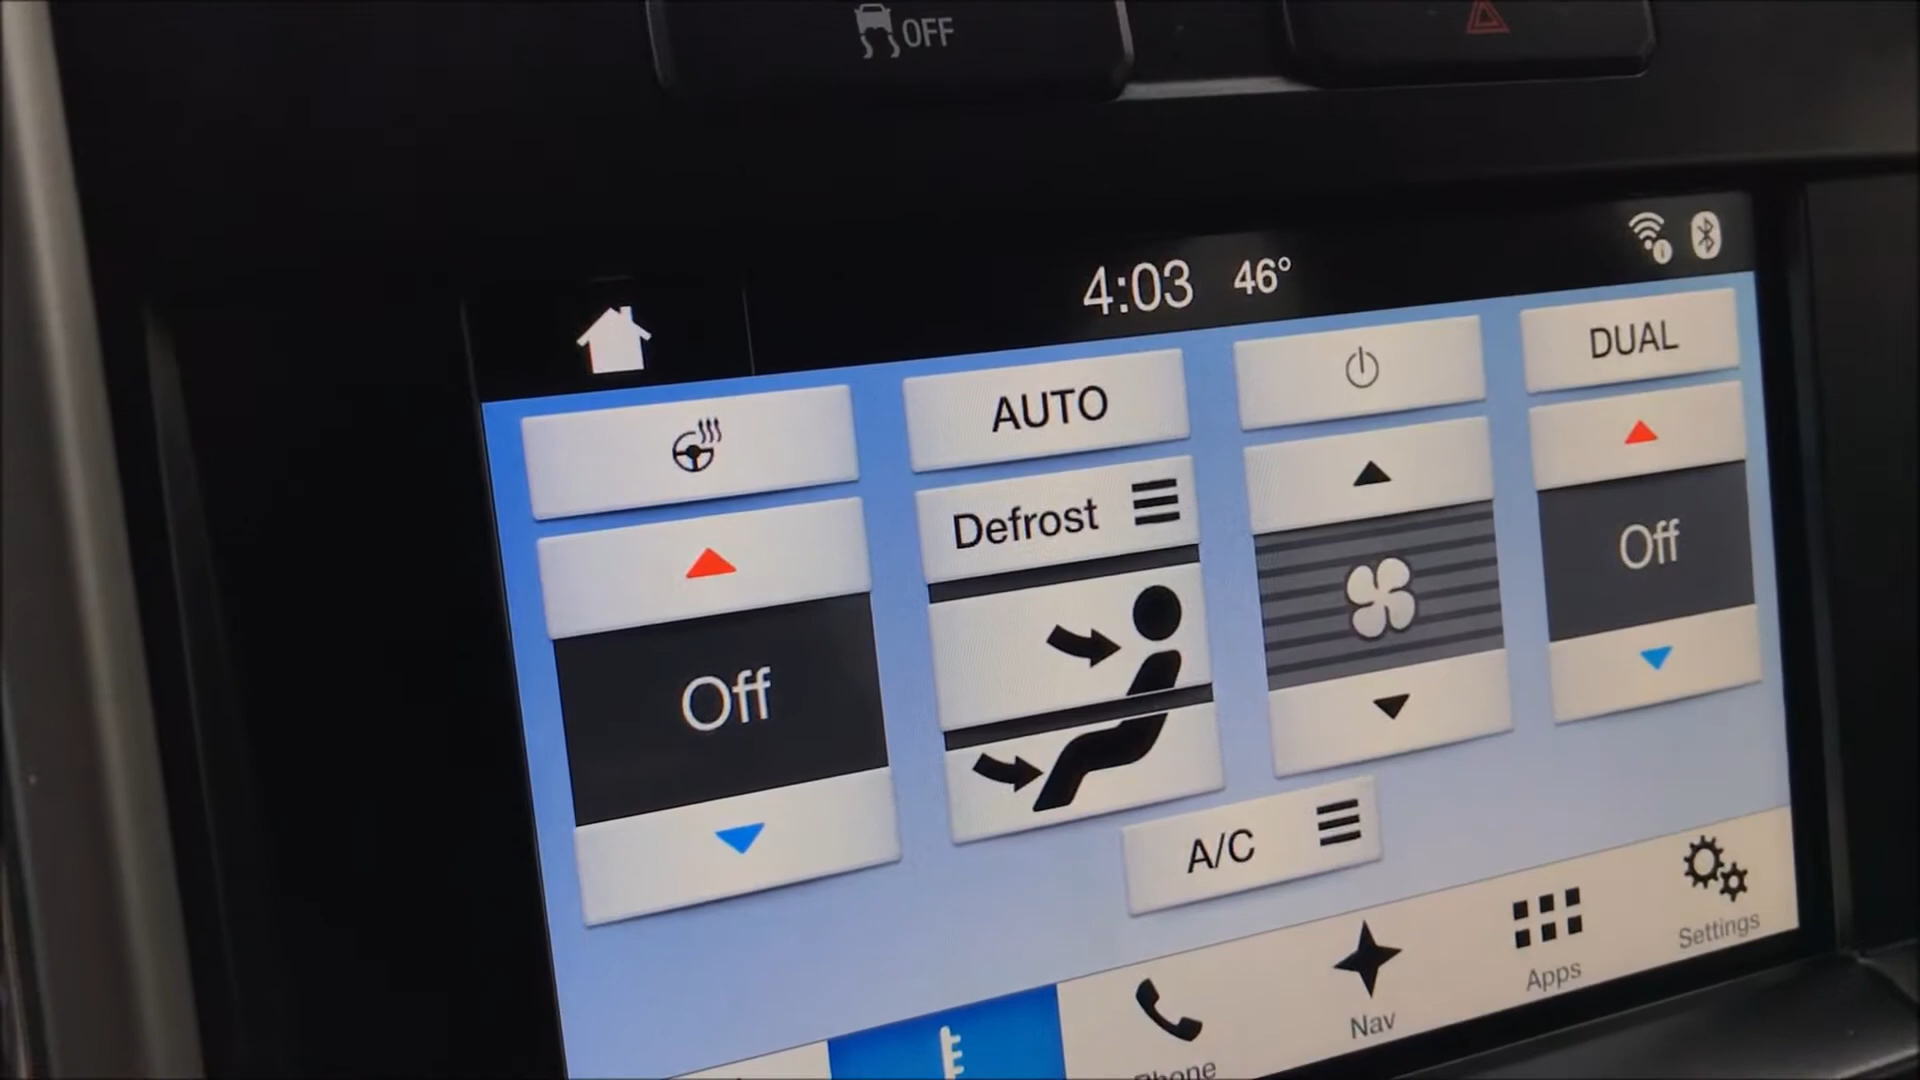 OFF
4:03 46°
AUTO
DUAL
Defrost
Off
Off
A/C
Phone
Nav
Apps
Settings